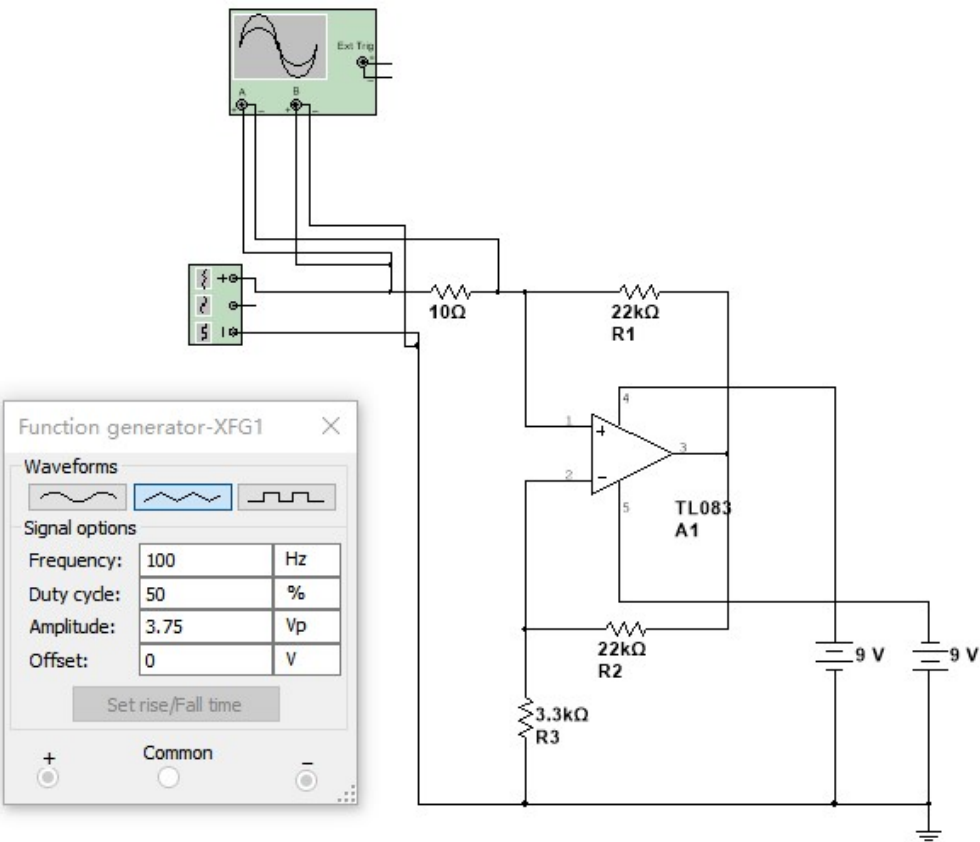 Ext Trig
+
−
A
B
+ − + −
+
10Ω
22kΩ
R1
4
1
+
3
2
−
5
TL083
A1
22kΩ
R2
9 V
9 V
3.3kΩ
R3
Function generator-XFG1
Waveforms
Signal options
Frequency: 100 Hz
Duty cycle: 50 %
Amplitude: 3.75 Vp
Offset: 0 V
Set rise/Fall time
+ Common −